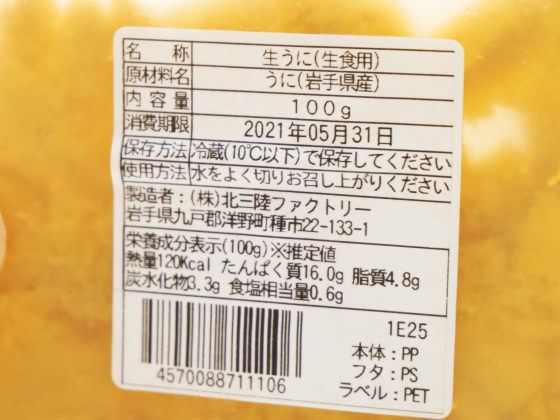 名称 生うに(生食用)
原材料名 うに(岩手県産)
内容量 100g
消費期限 2021年05月31日
保存方法 冷蔵(10℃以下)で保存してください
使用方法 水をよく切りお召し上がりください
製造者:(株)北三陸ファクトリー
岩手県九戸郡洋野町種市22-133-1
栄養成分表示(100g)※推定値
熱量120Kcal たんぱく質16.0g 脂質4.8g
炭水化物3.3g 食塩相当量0.6g
1E25
本体:PP
フタ:PS
ラベル:PET
4570088711106